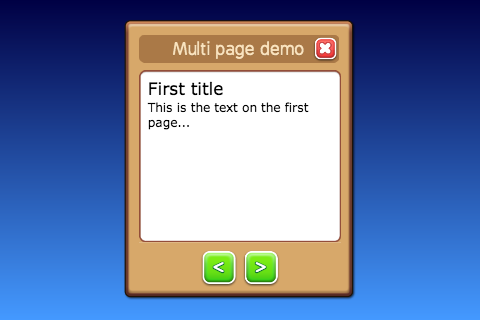 Multi page demo
First title
This is the text on the first
page...
< >